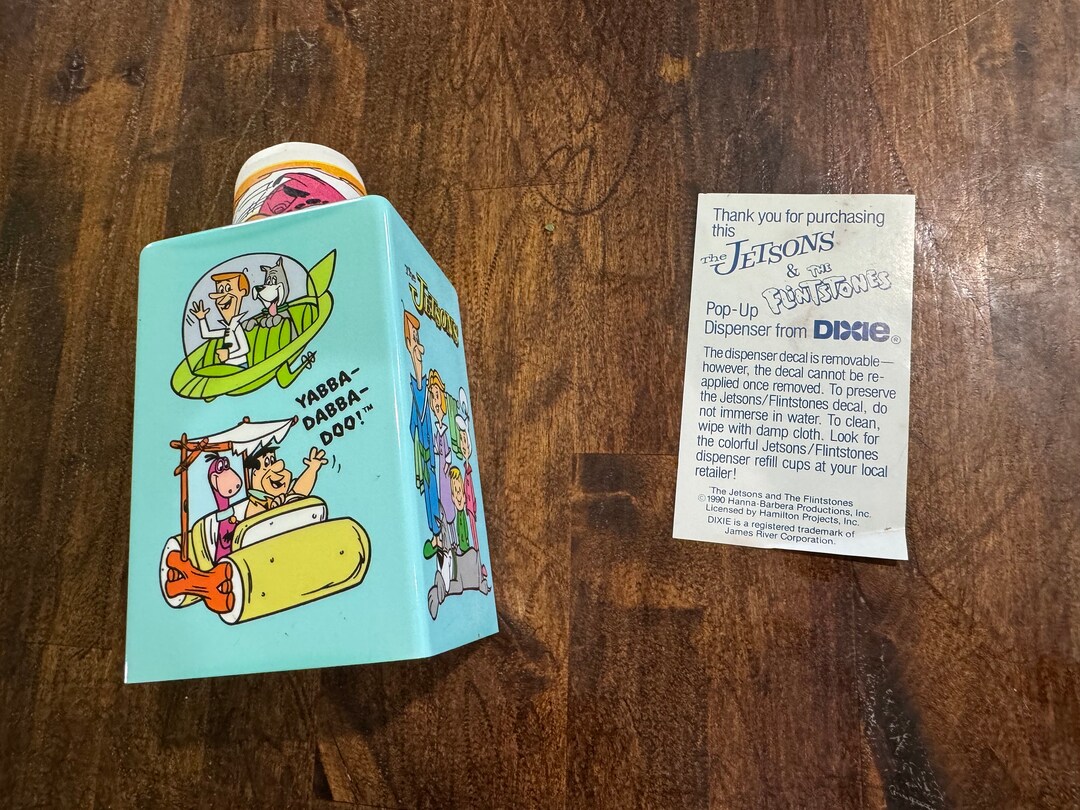 YABBA-
DABBA-
DOO!™
The JETSONS
Thank you for purchasing
this
The JETSONS
& THE
FLINTSTONES
Pop-Up
Dispenser from DIXIE®
The dispenser decal is removable—
however, the decal cannot be re-
applied once removed. To preserve
the Jetsons/Flintstones decal, do
not immerse in water. To clean,
wipe with damp cloth. Look for
the colorful Jetsons/Flintstones
dispenser refill cups at your local
retailer!
The Jetsons and The Flintstones
©1990 Hanna-Barbera Productions, Inc.
Licensed by Hamilton Projects, Inc.
DIXIE is a registered trademark of
James River Corporation.